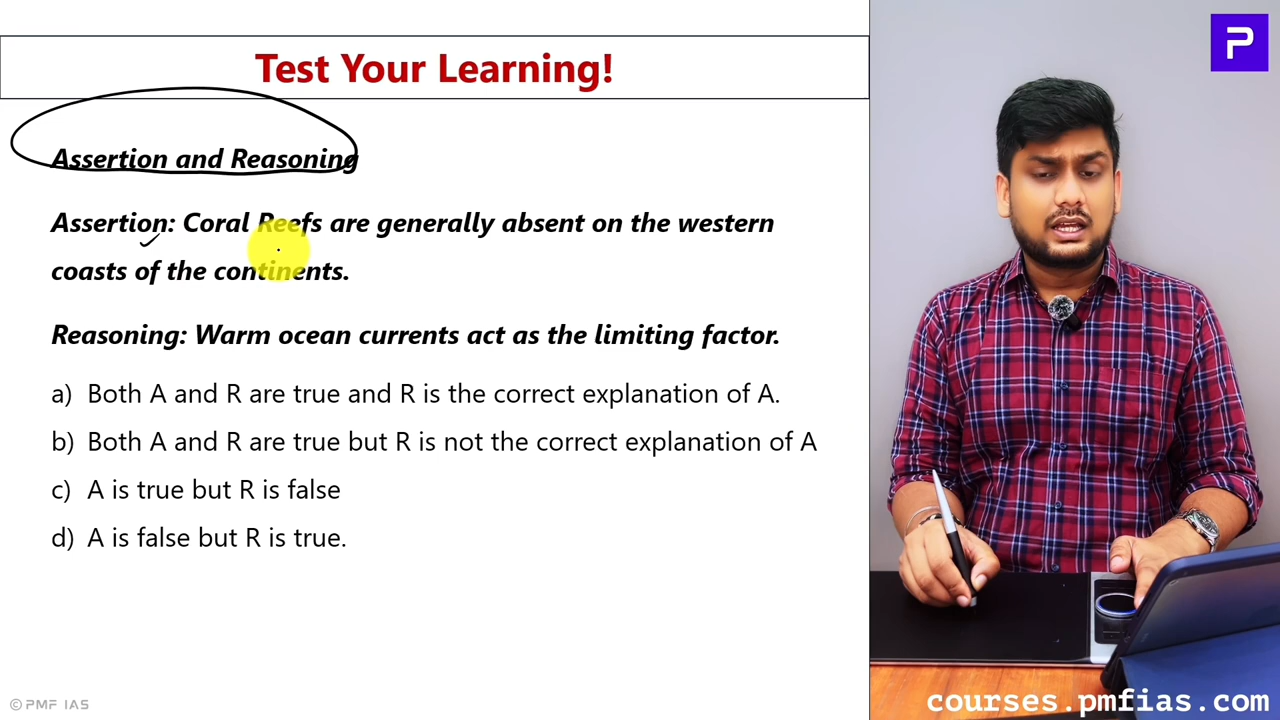 Test Your Learning!
P
Assertion and Reasoning
Assertion: Coral Reefs are generally absent on the western
coasts of the continents.
Reasoning: Warm ocean currents act as the limiting factor.
a) Both A and R are true and R is the correct explanation of A.
b) Both A and R are true but R is not the correct explanation of A
c) A is true but R is false
d) A is false but R is true.
© PMF IAS
courses.pmfias.com